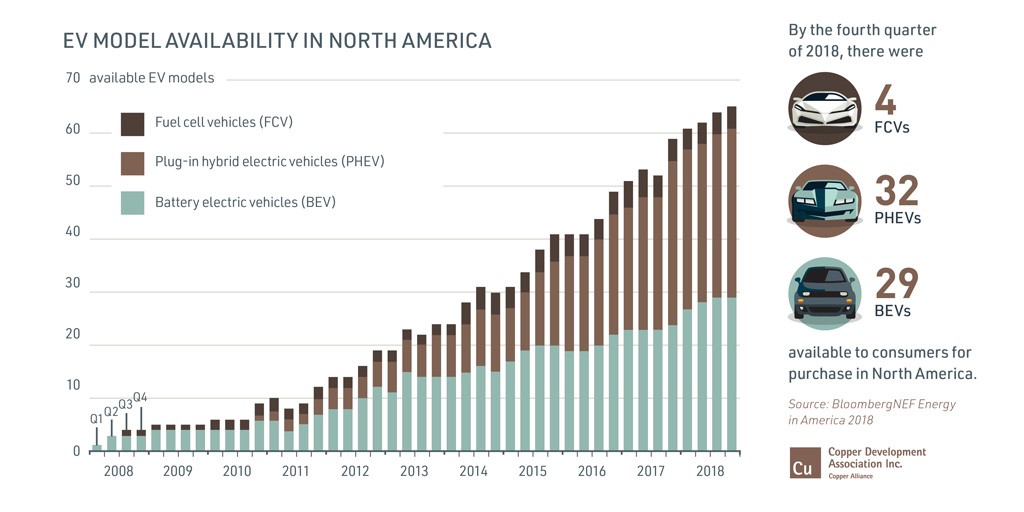 EV MODEL AVAILABILITY IN NORTH AMERICA
70 available EV models
Fuel cell vehicles (FCV)
60
Plug-in hybrid electric vehicles (PHEV)
50
Battery electric vehicles (BEV)
40
30
20
10
Q1 Q2 Q3 Q4
0
2008 2009 2010 2011 2012 2013 2014 2015 2016 2017 2018
By the fourth quarter
of 2018, there were
4
FCVs
32
PHEVs
29
BEVs
available to consumers for
purchase in North America.
Source: BloombergNEF Energy
in America 2018
Cu
Copper Development
Association Inc.
Copper Alliance